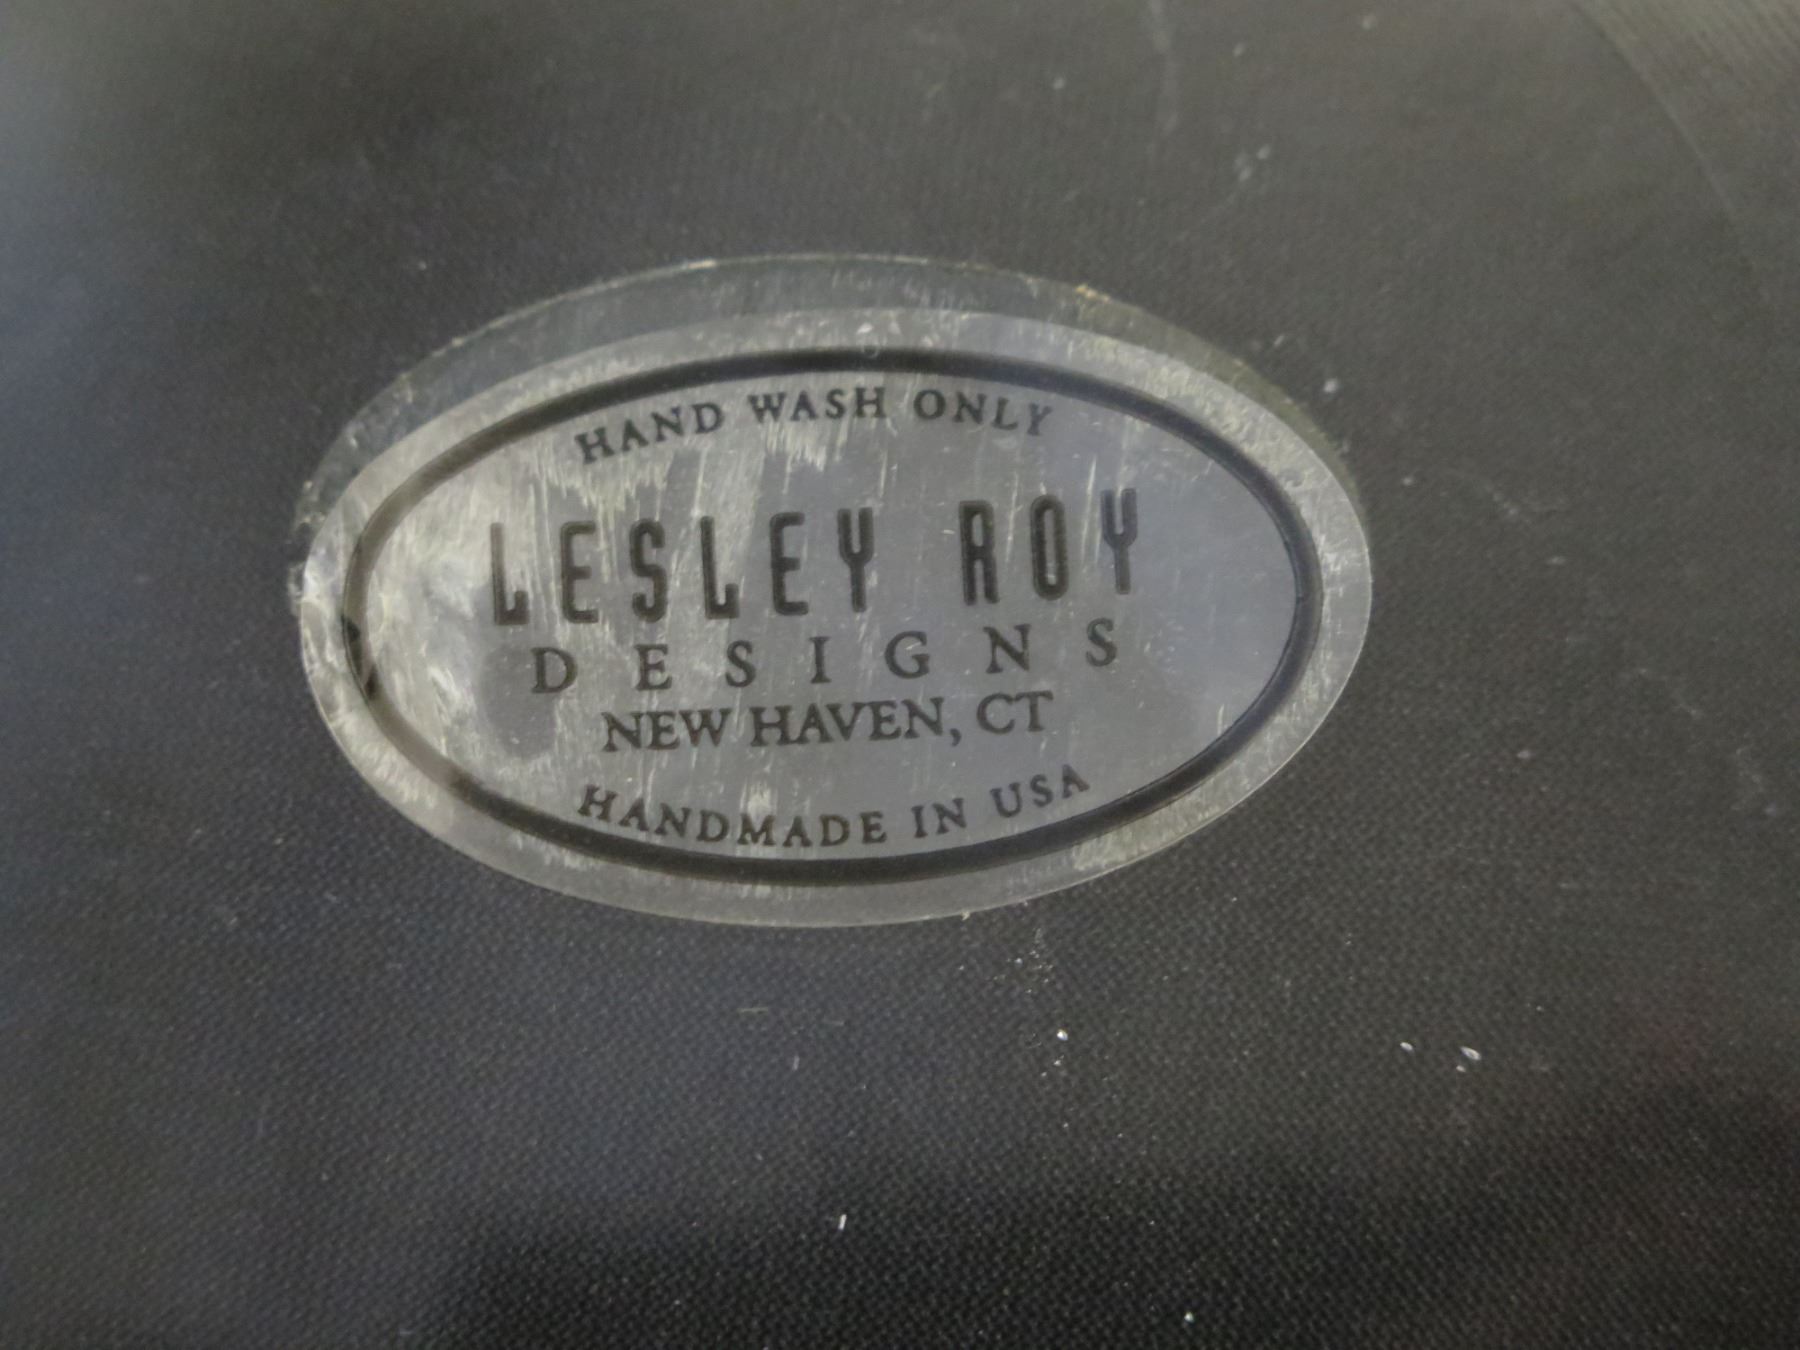 HAND WASH ONLY
LESLEY ROY
DESIGNS
NEW HAVEN, CT
HANDMADE IN USA